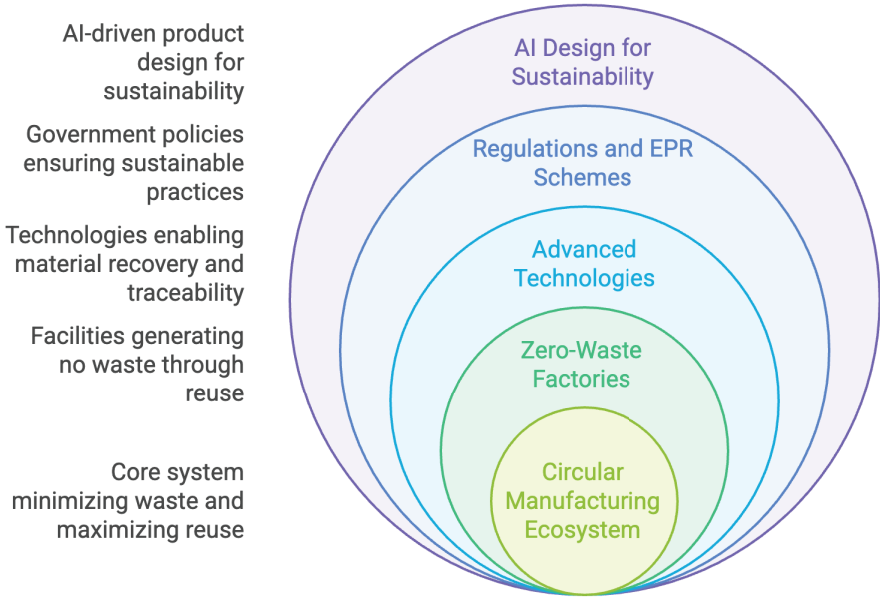 AI-driven product
design for
sustainability
AI Design for
Sustainability
Government policies
ensuring sustainable
practices
Regulations and EPR
Schemes
Technologies enabling
material recovery and
traceability
Advanced
Technologies
Facilities generating
no waste through
reuse
Zero-Waste
Factories
Core system
minimizing waste and
maximizing reuse
Circular
Manufacturing
Ecosystem